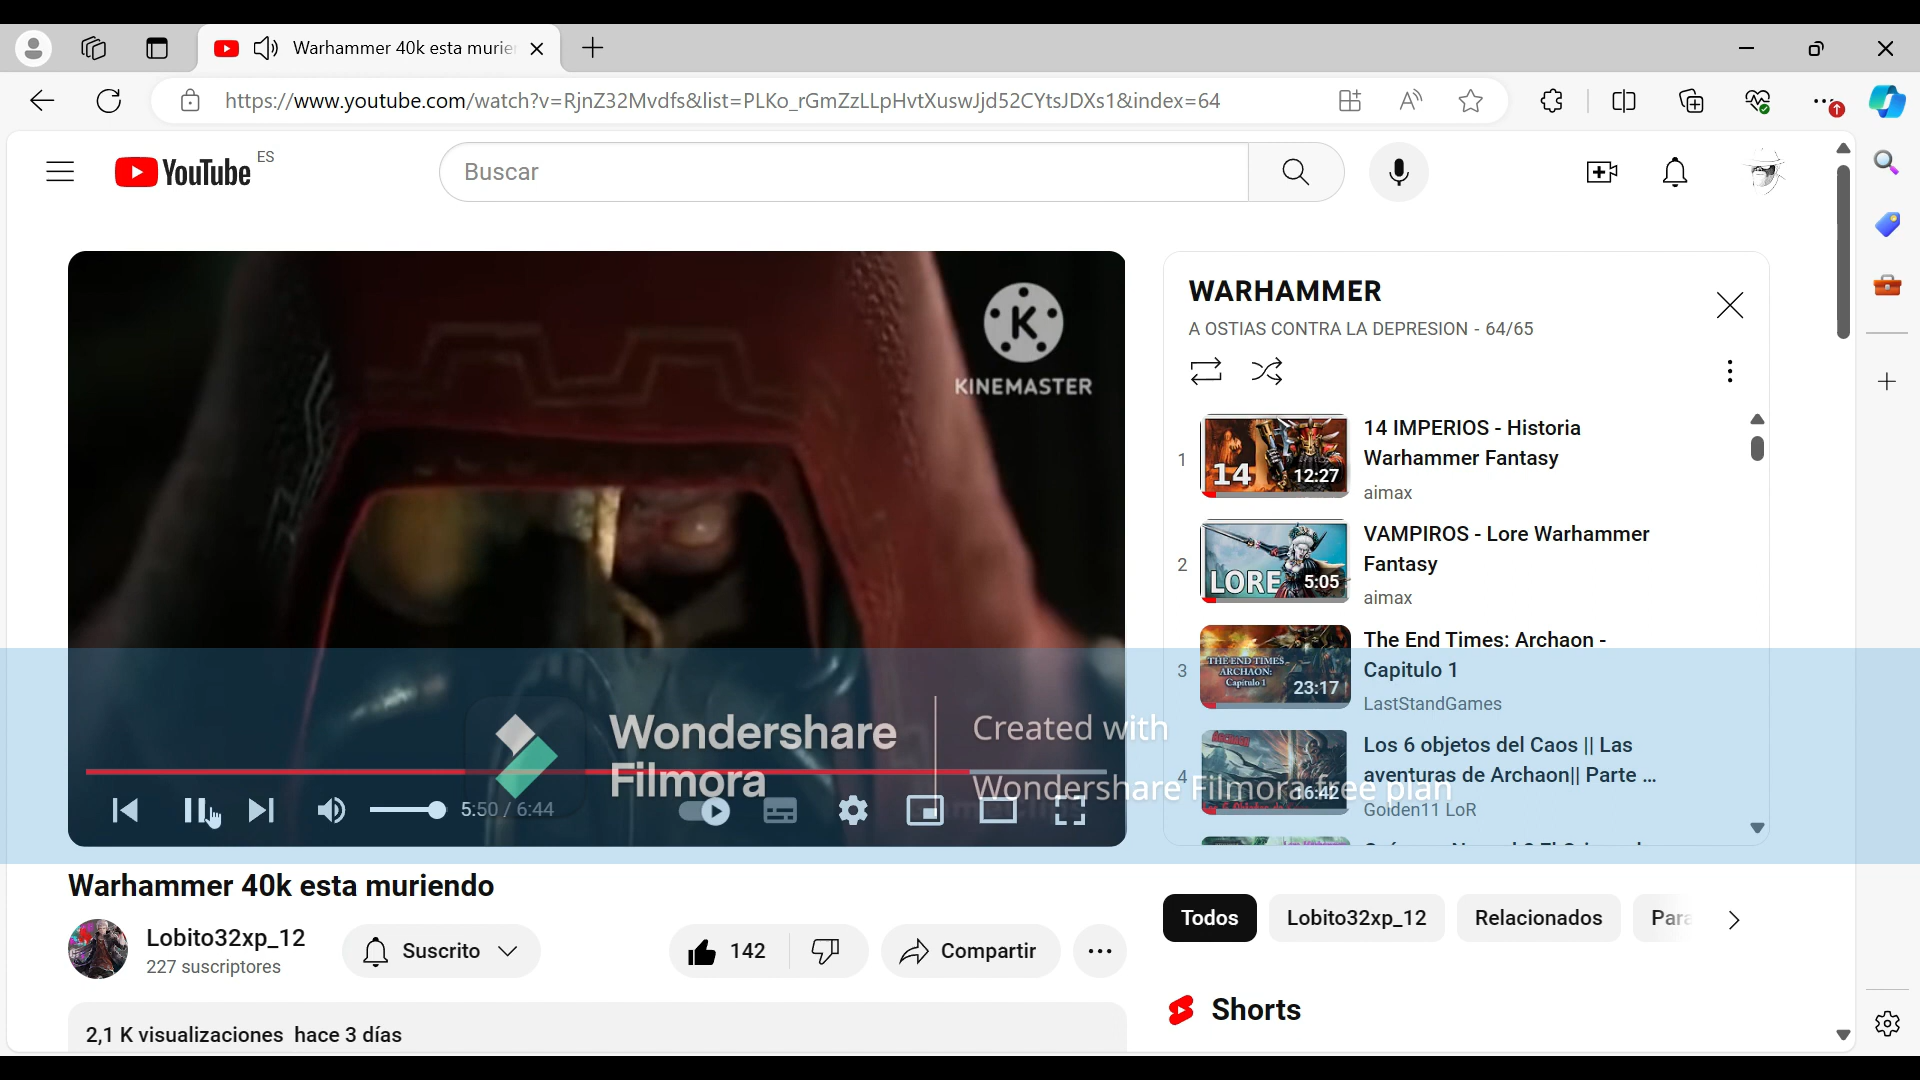 Warhammer 40k esta murie
https://www.youtube.com/watch?v=RjnZ32Mvdfs&list=PLKo_rGmZzLLpHvtXuswJjd52CYtsJDXs1&index=64
YouTube ES
Buscar
K
KINEMASTER
WARHAMMER
A OSTIAS CONTRA LA DEPRESION - 64/65
1
14
12:27
14 IMPERIOS - Historia
Warhammer Fantasy
aimax
2
LORE
5:05
VAMPIROS - Lore Warhammer
Fantasy
aimax
3
THE END TIMES:
ARCHAON:
Capitulo 1
23:17
The End Times: Archaon -
Capitulo 1
LastStandGames
4
16:42
Los 6 objetos del Caos || Las
aventuras de Archaon|| Parte ...
Golden11 LoR
Wondershare
Filmora
Created with
Wondershare Filmora free plan
5:50 / 6:44
Warhammer 40k esta muriendo
Lobito32xp_12
227 suscriptores
Suscrito
142
Compartir
2,1 K visualizaciones hace 3 días
Todos
Lobito32xp_12
Relacionados
Para
Shorts